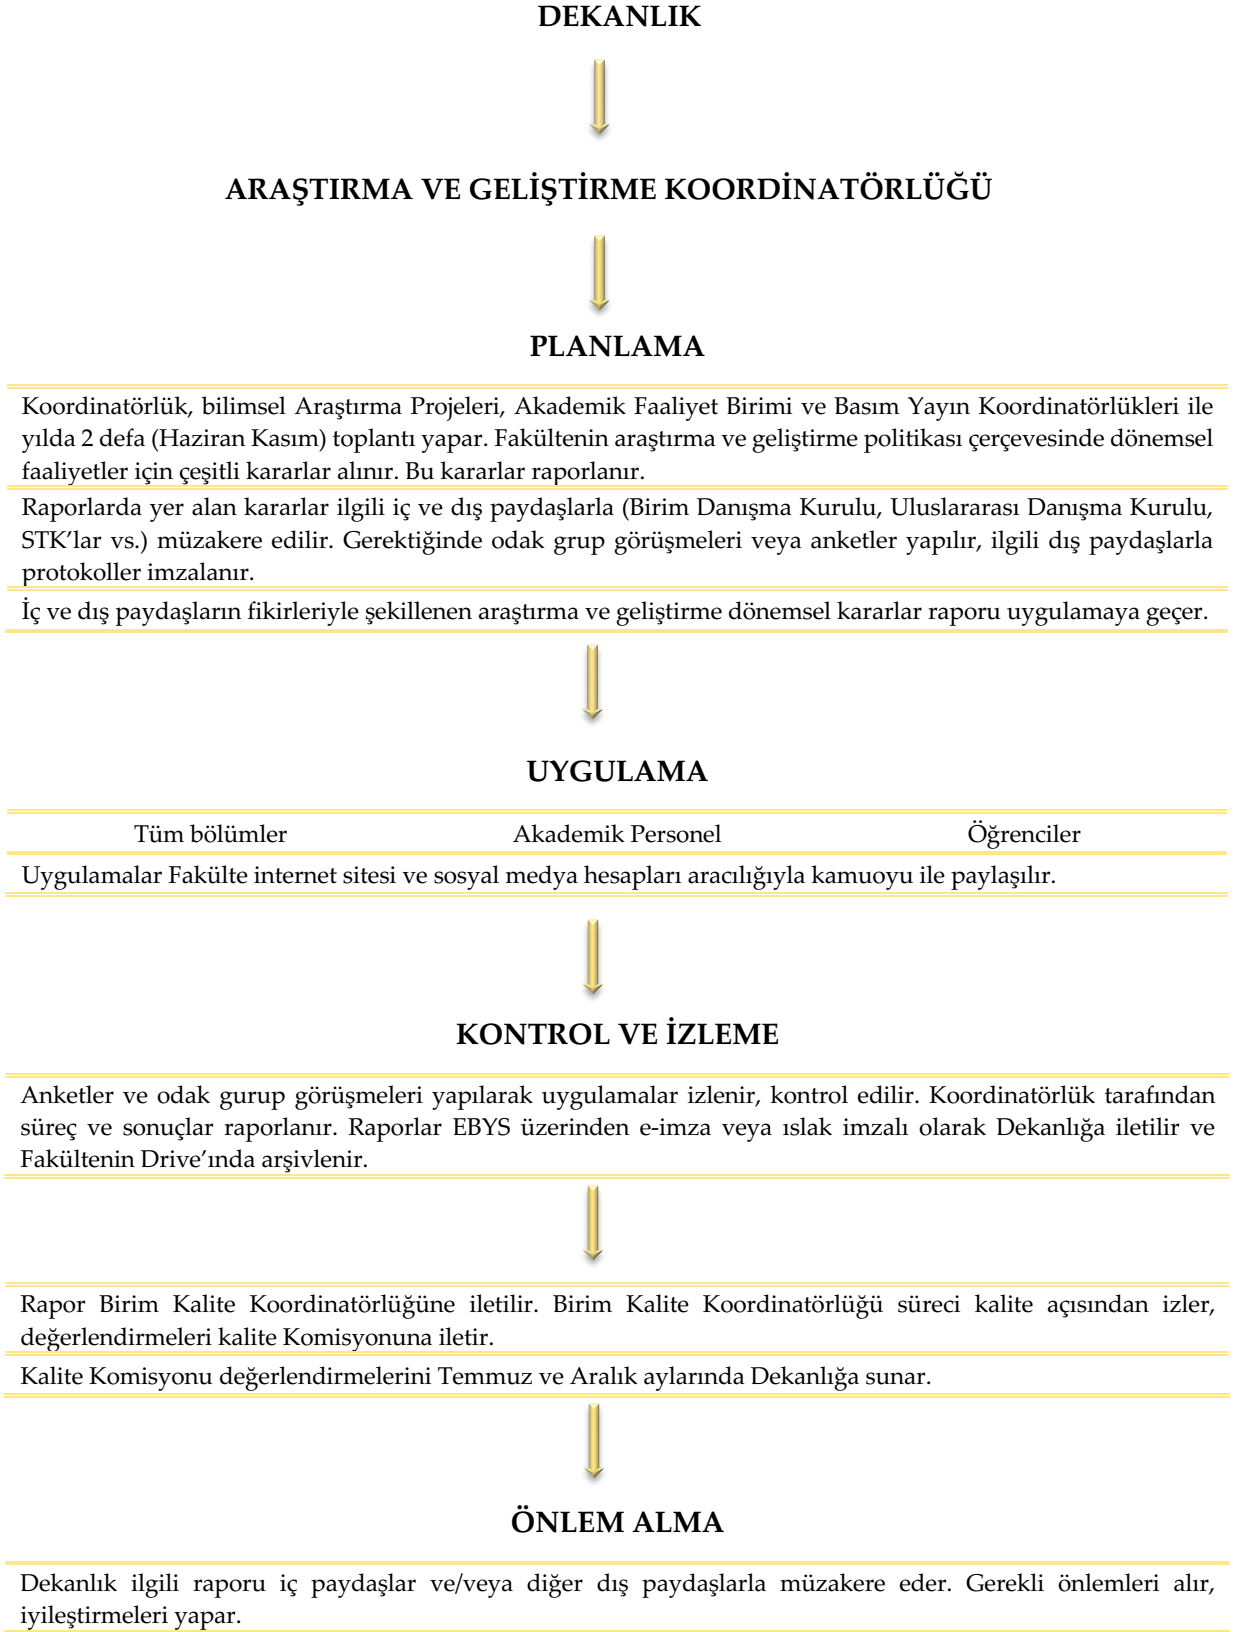 DEKANLIK
ARAŞTIRMA VE GELİŞTİRME KOORDİNATÖRLÜĞÜ
PLANLAMA
Koordinatörlük, bilimsel Araştırma Projeleri, Akademik Faaliyet Birimi ve Basım Yayın Koordinatörlükleri ile
yılda 2 defa (Haziran Kasım) toplantı yapar. Fakültenin araştırma ve geliştirme politikası çerçevesinde dönemsel
faaliyetler için çeşitli kararlar alınır. Bu kararlar raporlanır.
Raporlarda yer alan kararlar ilgili iç ve dış paydaşlarla (Birim Danışma Kurulu, Uluslararası Danışma Kurulu,
STK’lar vs.) müzakere edilir. Gerektiğinde odak grup görüşmeleri veya anketler yapılır, ilgili dış paydaşlarla
protokoller imzalanır.
İç ve dış paydaşların fikirleriyle şekillenen araştırma ve geliştirme dönemsel kararlar raporu uygulamaya geçer.
UYGULAMA
Tüm bölümler Akademik Personel Öğrenciler
Uygulamalar Fakülte internet sitesi ve sosyal medya hesapları aracılığıyla kamuoyu ile paylaşılır.
KONTROL VE İZLEME
Anketler ve odak gurup görüşmeleri yapılarak uygulamalar izlenir, kontrol edilir. Koordinatörlük tarafından
süreç ve sonuçlar raporlanır. Raporlar EBYS üzerinden e-imza veya ıslak imzalı olarak Dekanlığa iletilir ve
Fakültenin Drive’ında arşivlenir.
Rapor Birim Kalite Koordinatörlüğüne iletilir. Birim Kalite Koordinatörlüğü süreci kalite açısından izler,
değerlendirmeleri kalite Komisyonuna iletir.
Kalite Komisyonu değerlendirmelerini Temmuz ve Aralık aylarında Dekanlığa sunar.
ÖNLEM ALMA
Dekanlık ilgili raporu iç paydaşlar ve/veya diğer dış paydaşlarla müzakere eder. Gerekli önlemleri alır,
iyileştirmeleri yapar.